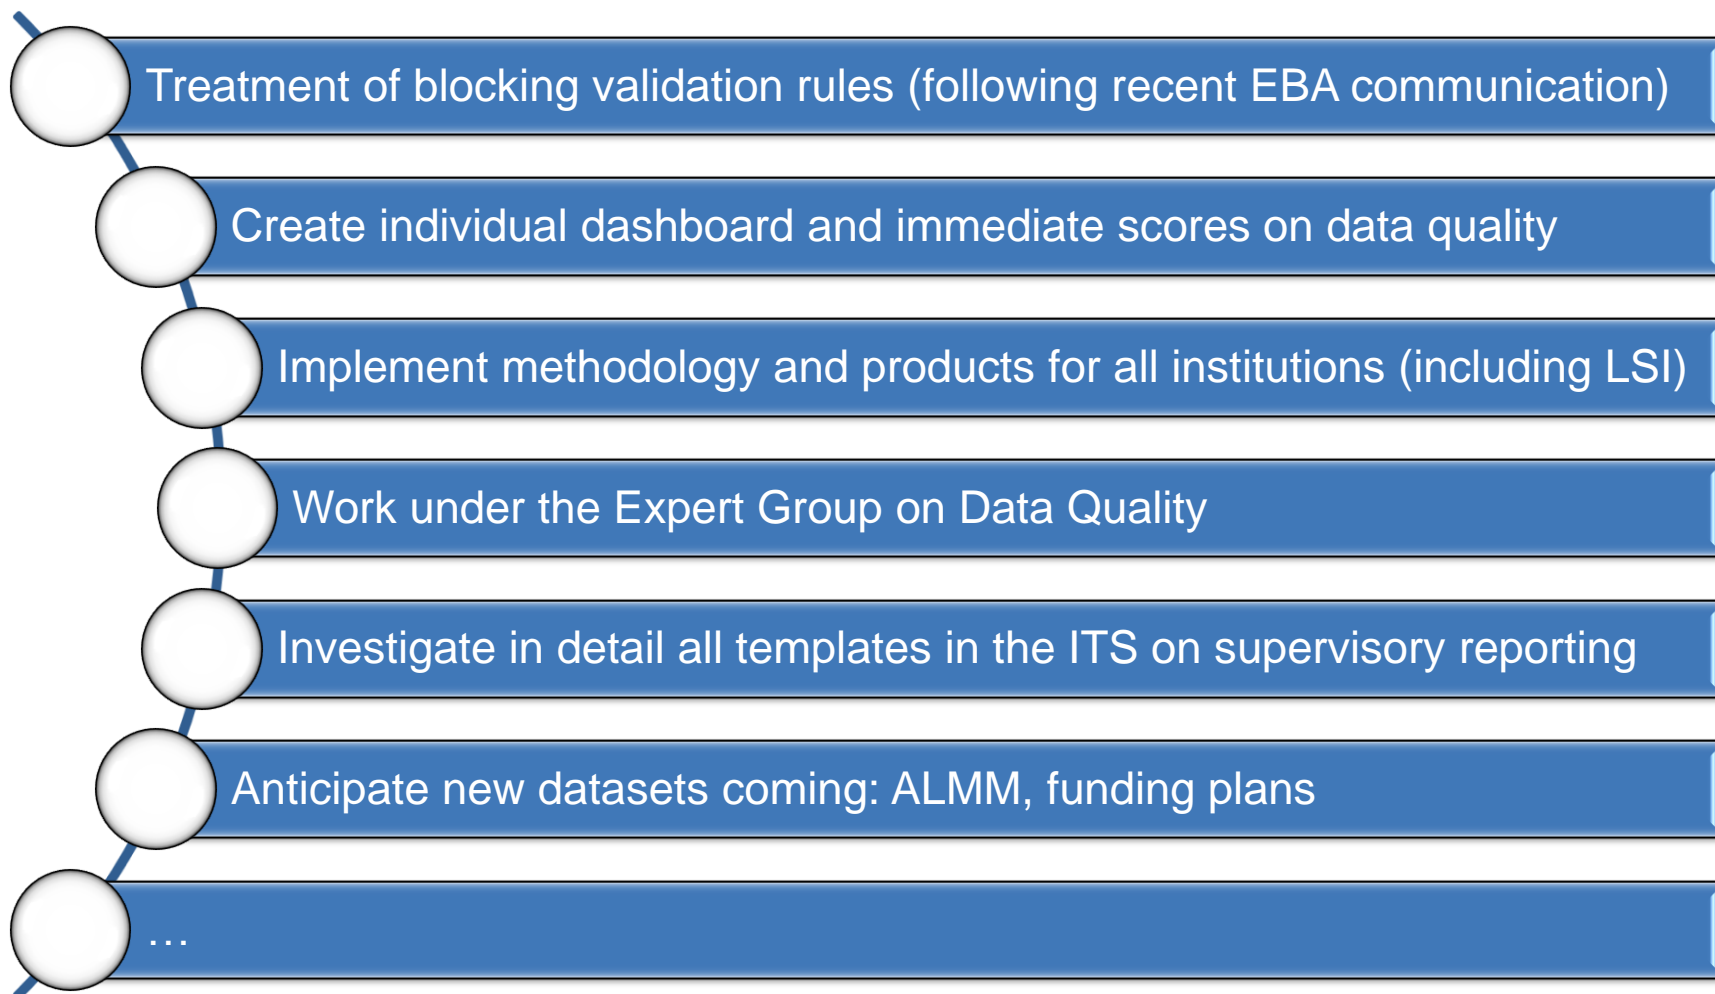 Treatment of blocking validation rules (following recent EBA communication)
Create individual dashboard and immediate scores on data quality
Implement methodology and products for all institutions (including LSI)
Work under the Expert Group on Data Quality
Investigate in detail all templates in the ITS on supervisory reporting
Anticipate new datasets coming: ALMM, funding plans
…